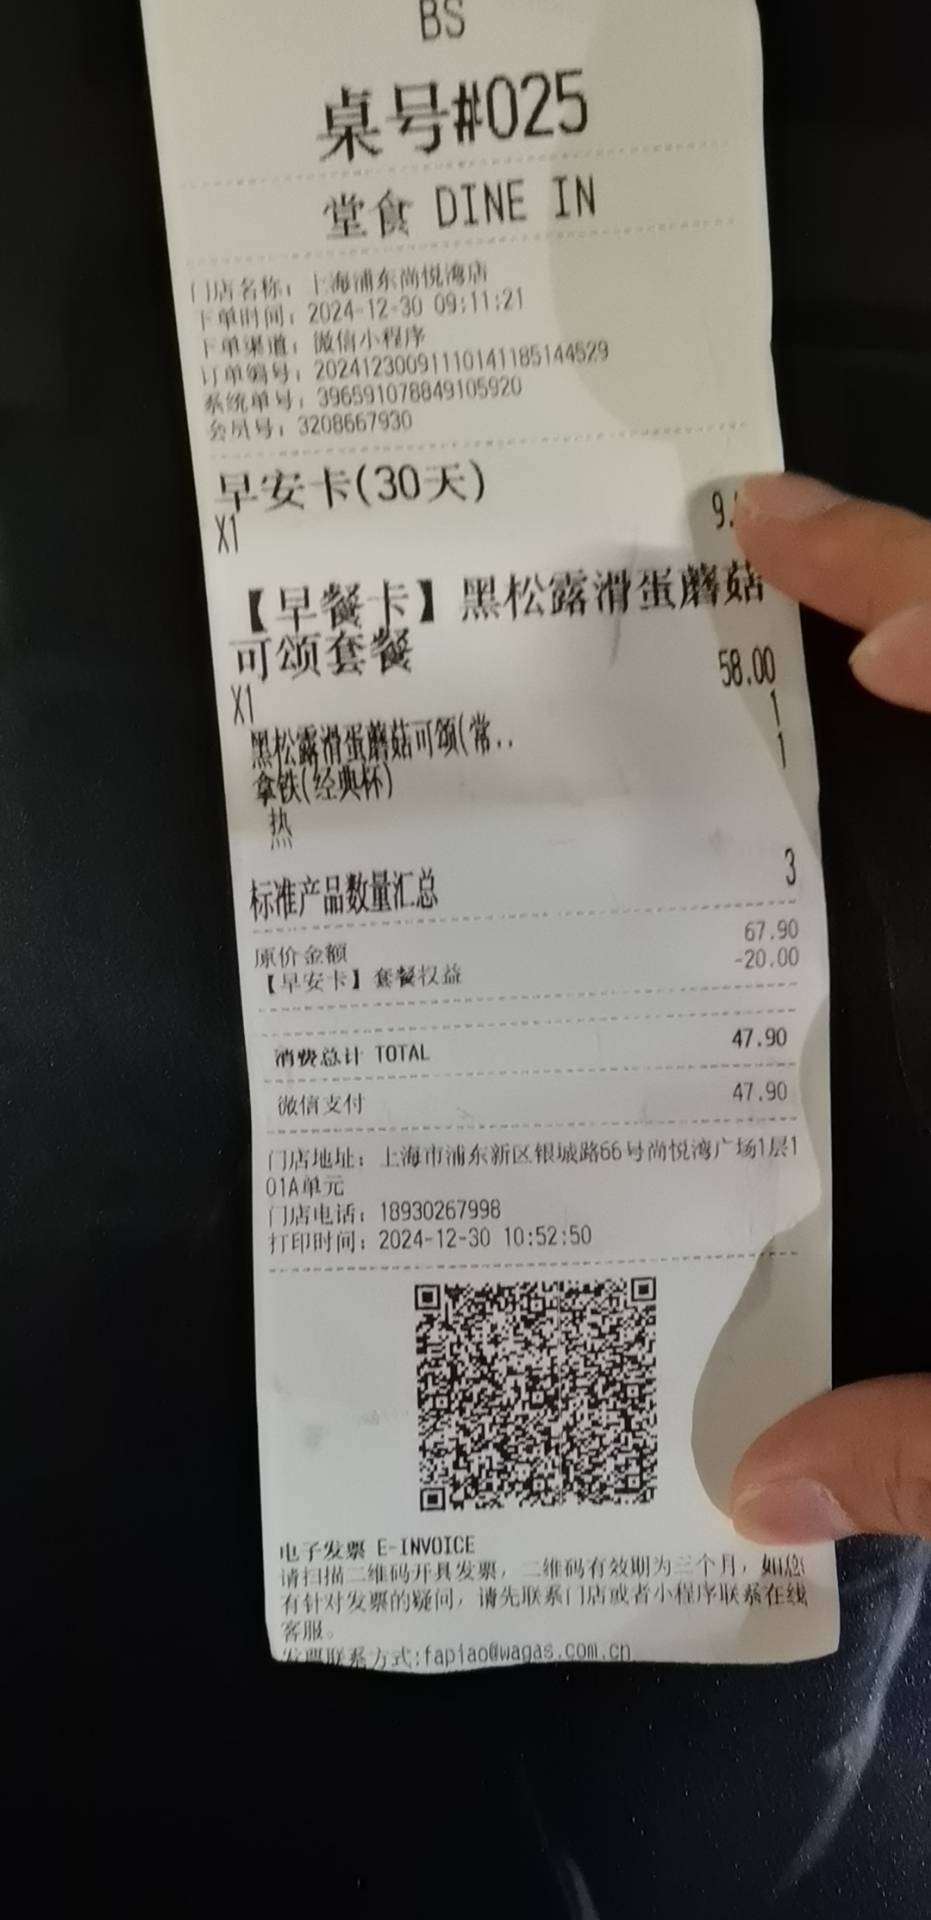 BS
桌号#025
堂食 DINE IN
门店名称: 上海浦东尚悦湾店
下单时间: 2024-12-30 09:11:21
下单渠道: 微信小程序
订单编号: 2024123009111014118514​4529
系统单号: 396591078849105920
会员号: 3208667930
早安卡(30天)
X1 9.
【早餐卡】黑松露滑蛋蘑菇
可颂套餐
X1 58.00
黑松露滑蛋蘑菇可颂(常.. 1
拿铁(经典杯) 1
热
标准产品数量汇总 3
原价金额 67.90
【早安卡】套餐权益 -20.00
消费总计 TOTAL 47.90
微信支付 47.90
门店地址: 上海市浦东新区银城路66号尚悦湾广场1层1
01A单元
门店电话: 18930267998
打印时间: 2024-12-30 10:52:50
电子发票 E-INVOICE
请扫描二维码开具发票，二维码有效期为三个月，如您
有针对发票的疑问，请先联系门店或者小程序联系在线
客服。
发票联系方式:fapiao@wagas.com.cn